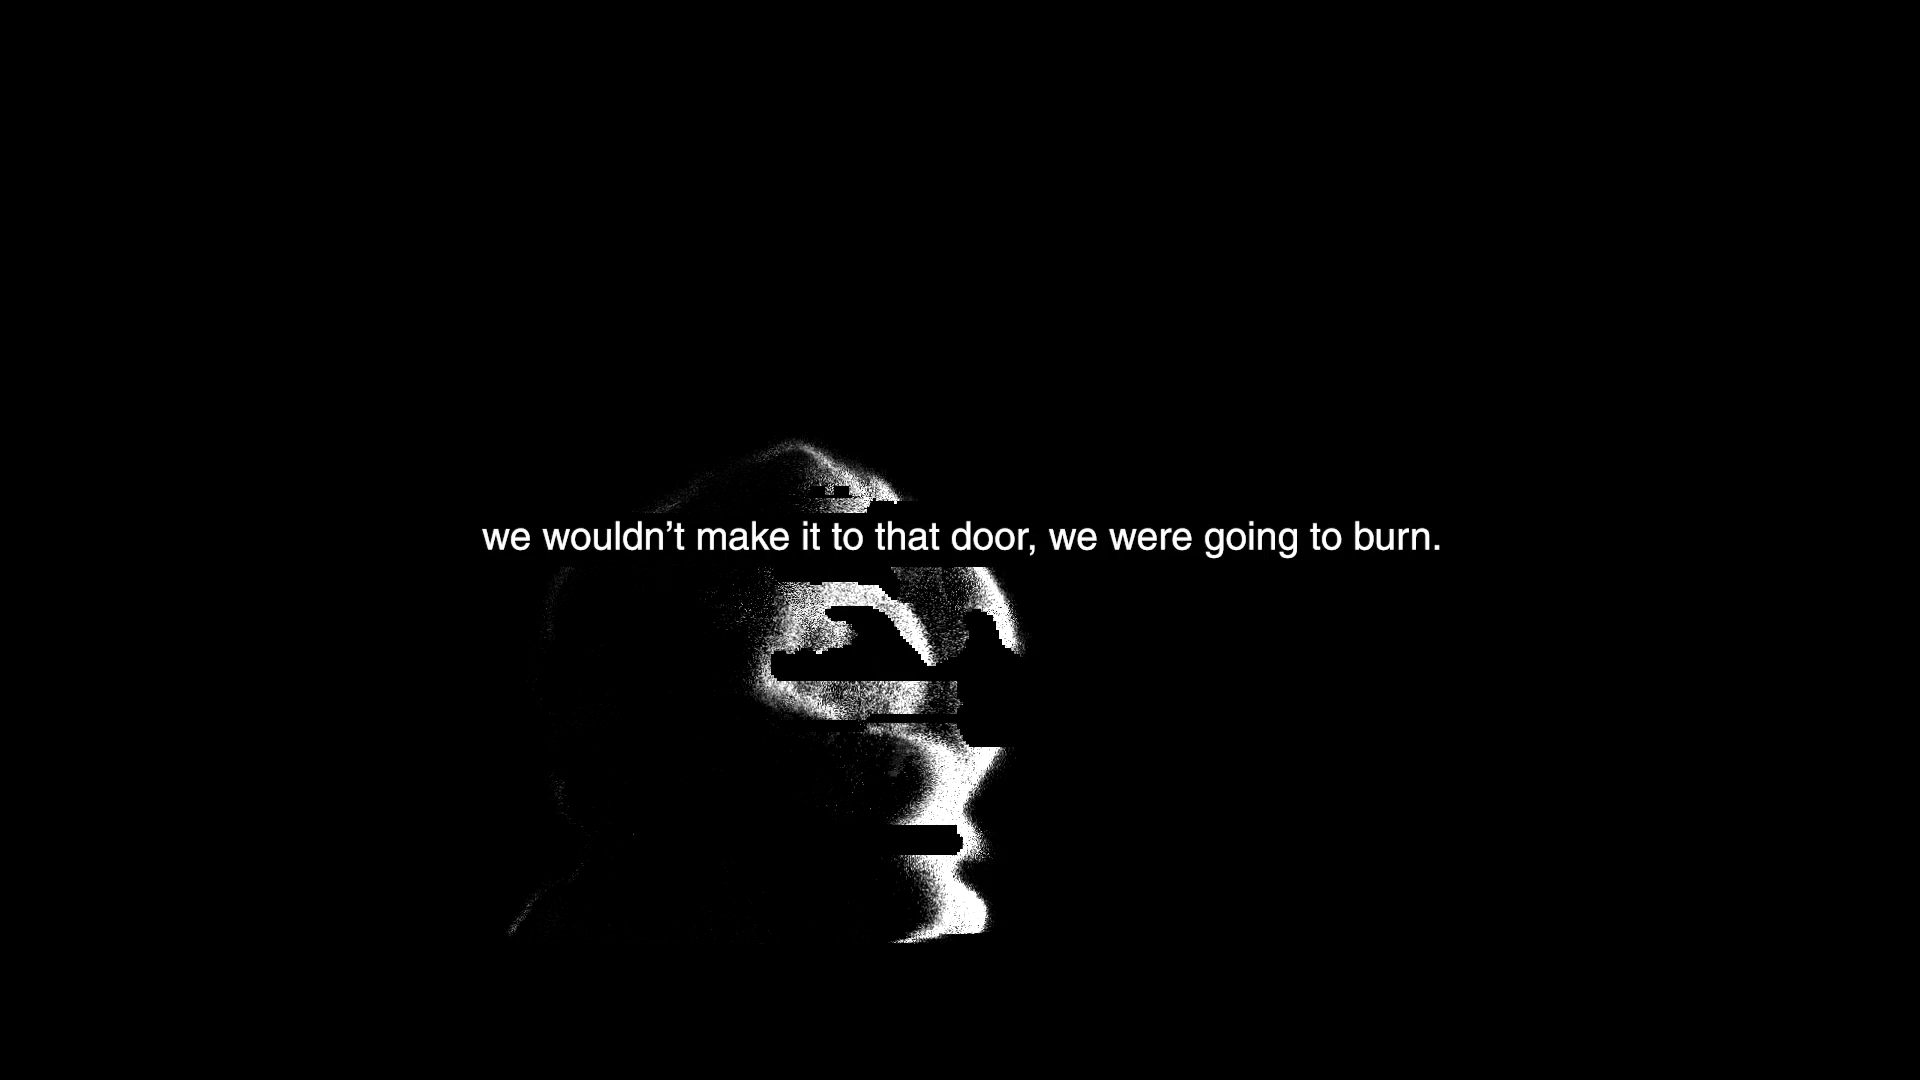 we wouldn’t make it to that door, we were going to burn.